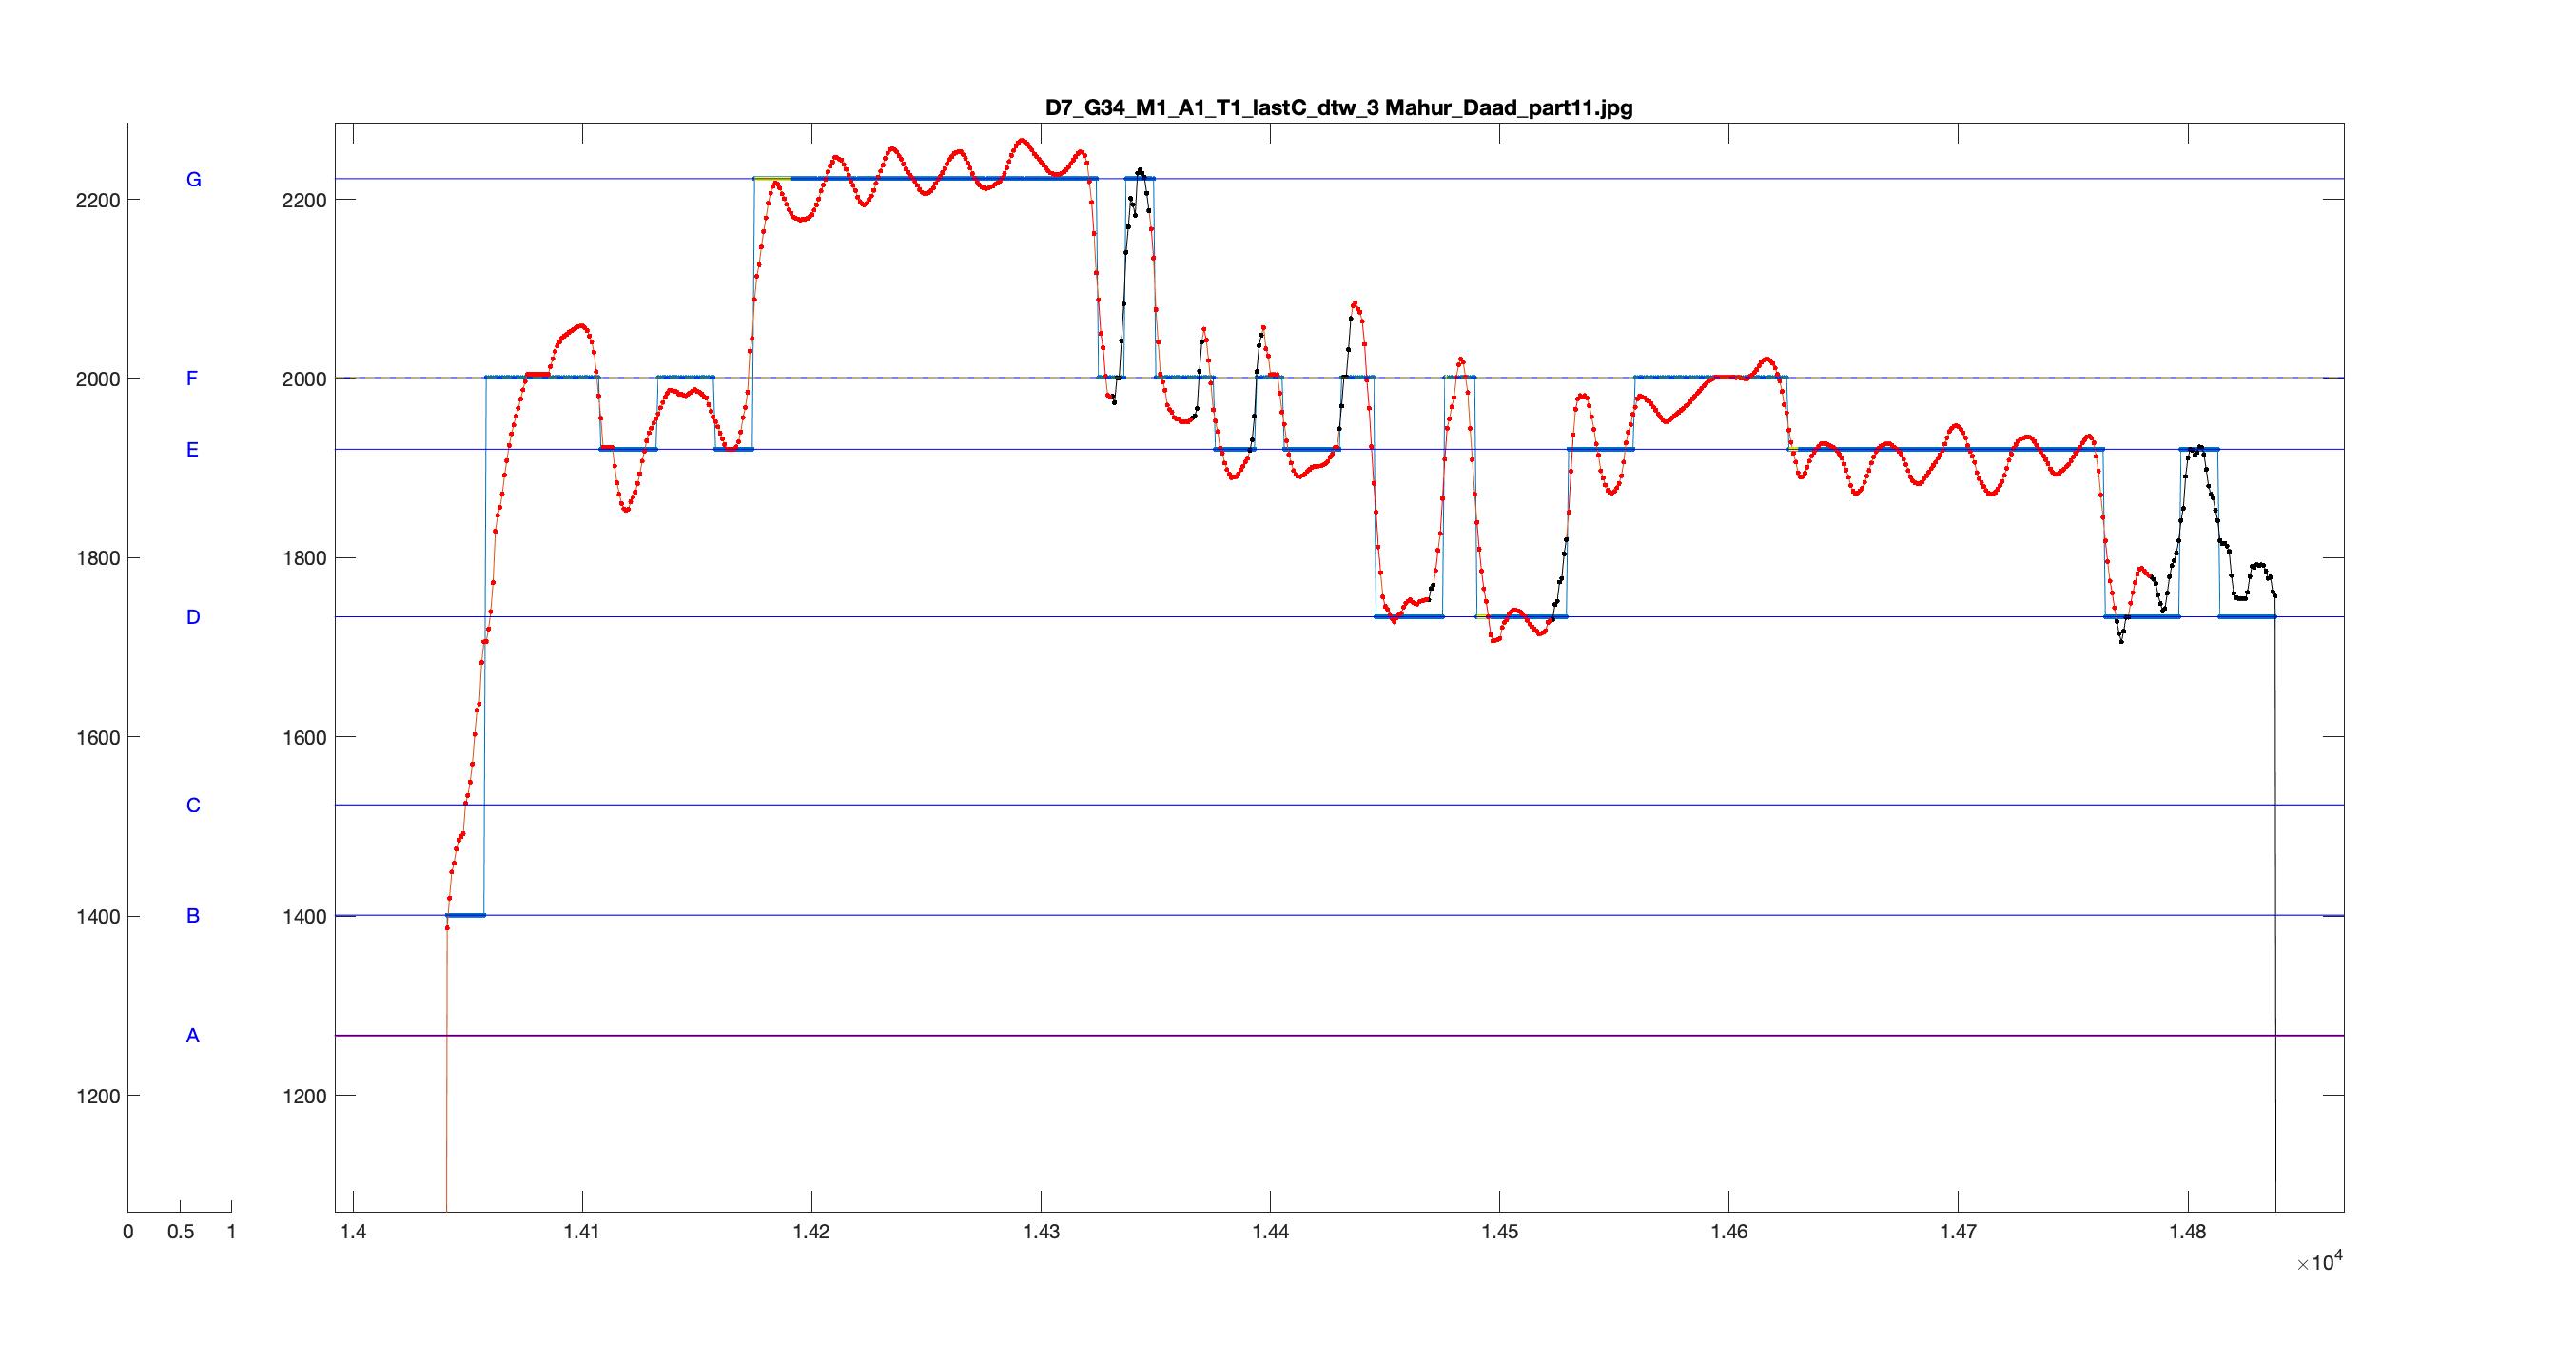 D7_G34_M1_A1_T1_lastC_dtw_3 Mahur_Daad_part11.jpg
2200 G 2200
2000 F 2000
E
1800 1800
D
1600 1600
C
1400 B 1400
A
1200 1200
0 0.5 1 1.4 1.41 1.42 1.43 1.44 1.45 1.46 1.47 1.48
×10⁴